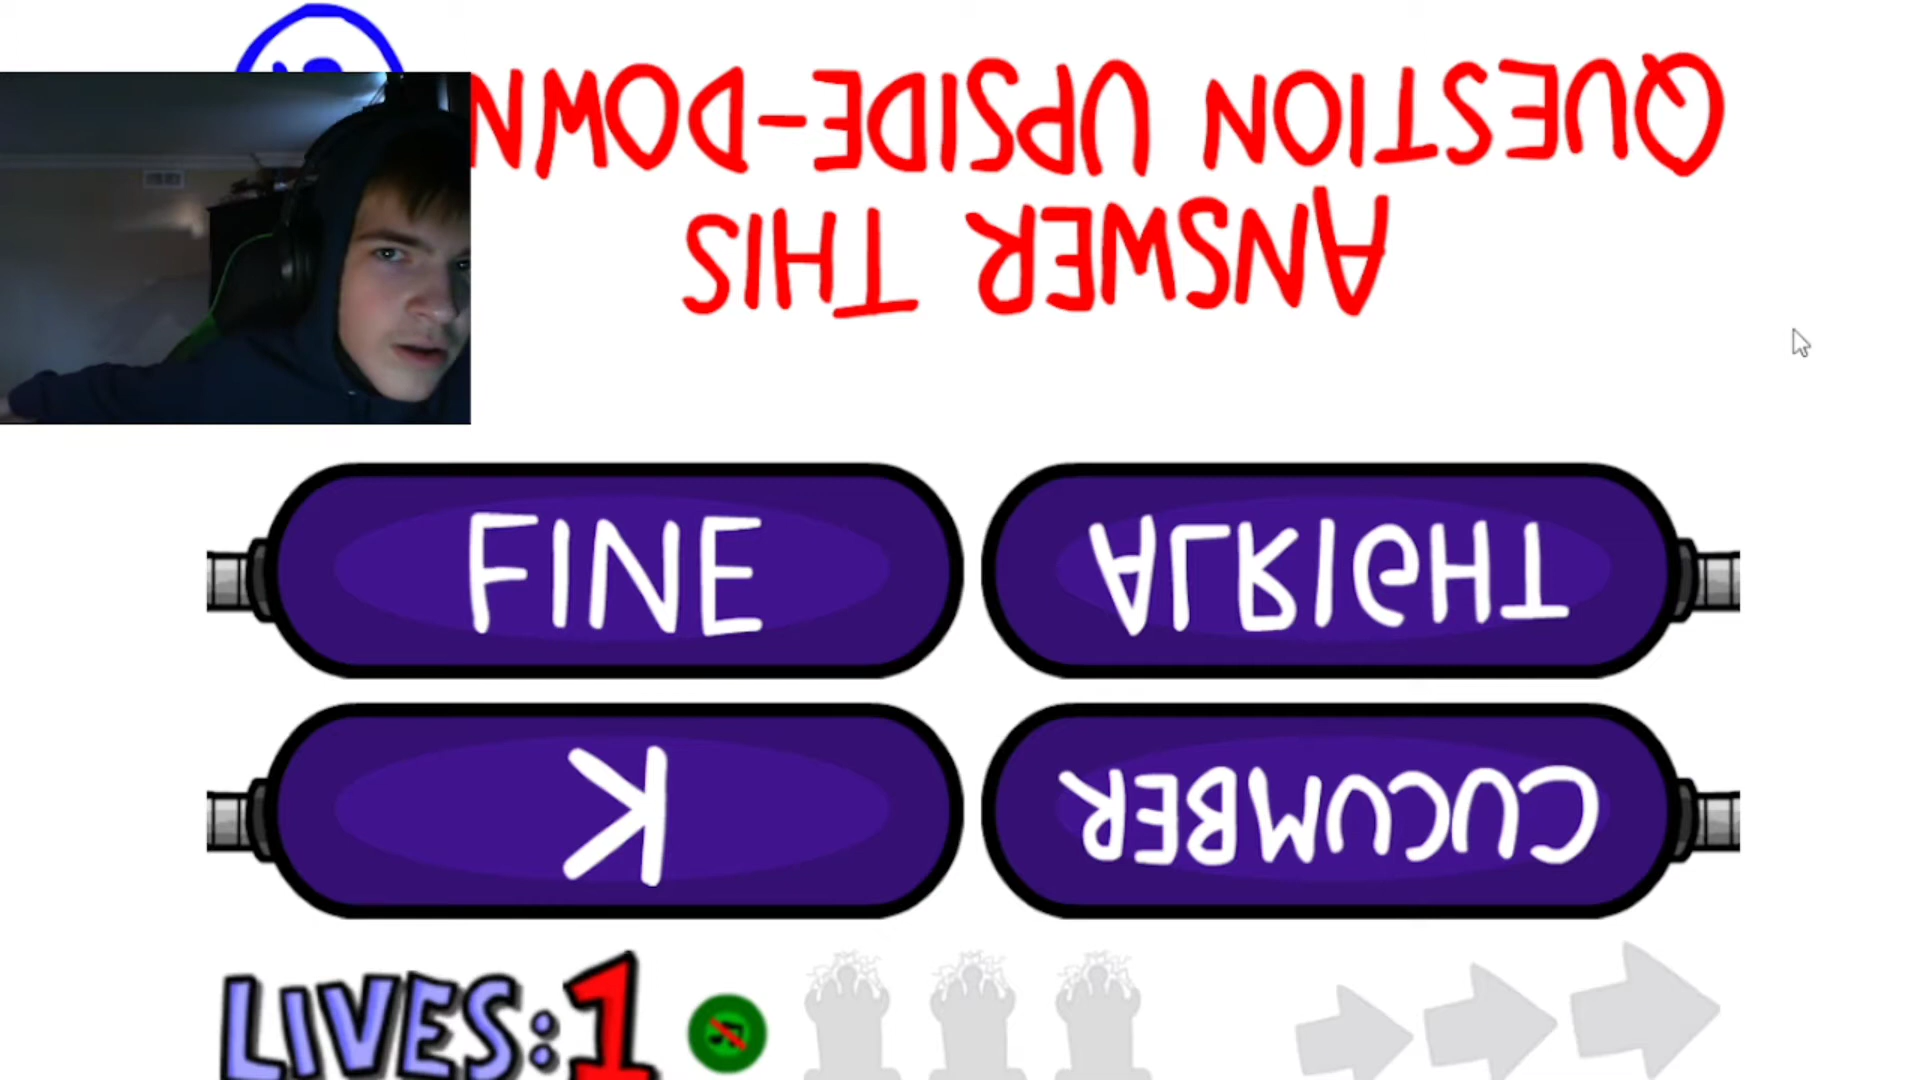 ANSWER THIS
QUESTION UPSIDE-DOWN
FINE
ALRIGHT
K
CUCUMBER
LIVES:1